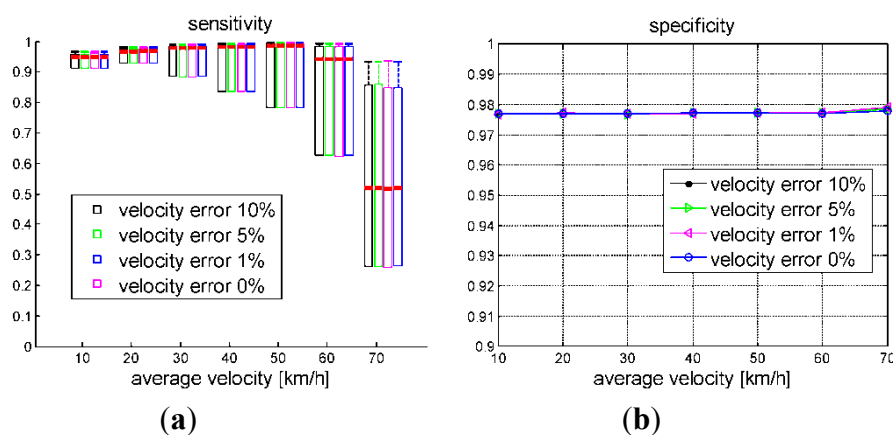 sensitivity
1
0.9
0.8
0.7
0.6
0.5
0.4
0.3
0.2
0.1
0
velocity error 10%
velocity error 5%
velocity error 1%
velocity error 0%
10 20 30 40 50 60 70
average velocity [km/h]
(a)
specificity
1
0.99
0.98
0.97
0.96
0.95
0.94
0.93
0.92
0.91
0.9
velocity error 10%
velocity error 5%
velocity error 1%
velocity error 0%
10 20 30 40 50 60 70
average velocity [km/h]
(b)